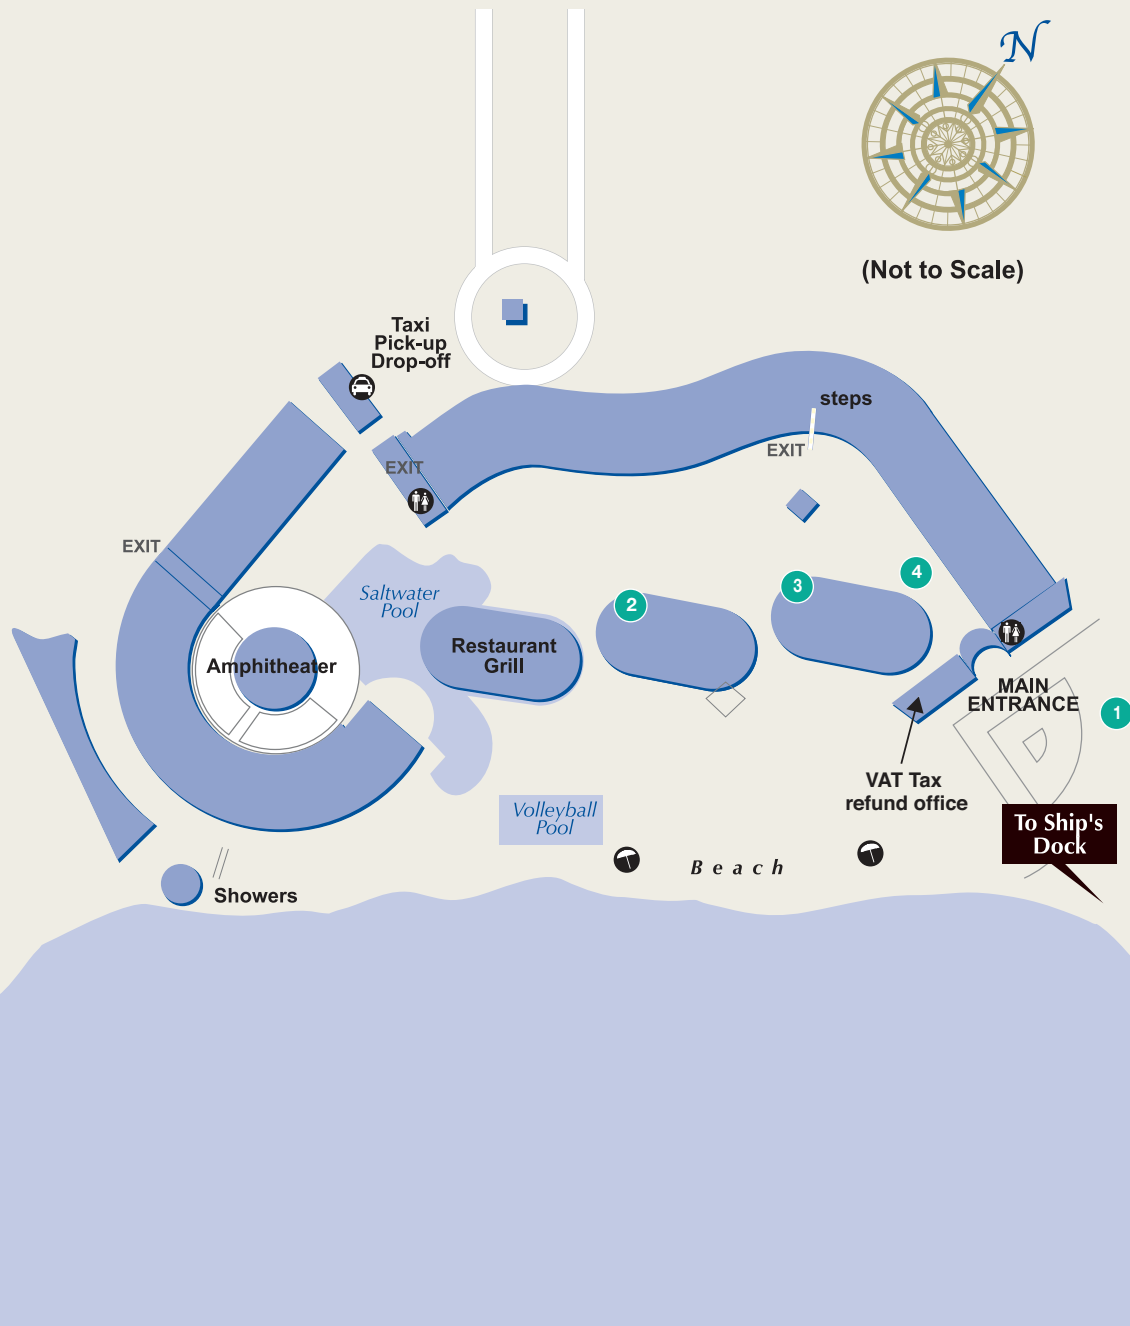 N
(Not to Scale)
Taxi
Pick-up
Drop-off
steps
EXIT
EXIT
EXIT
Saltwater
Pool
2
3
4
Restaurant
Grill
Amphitheater
MAIN
ENTRANCE
1
VAT Tax
refund office
Volleyball
Pool
To Ship's
Dock
Beach
Showers